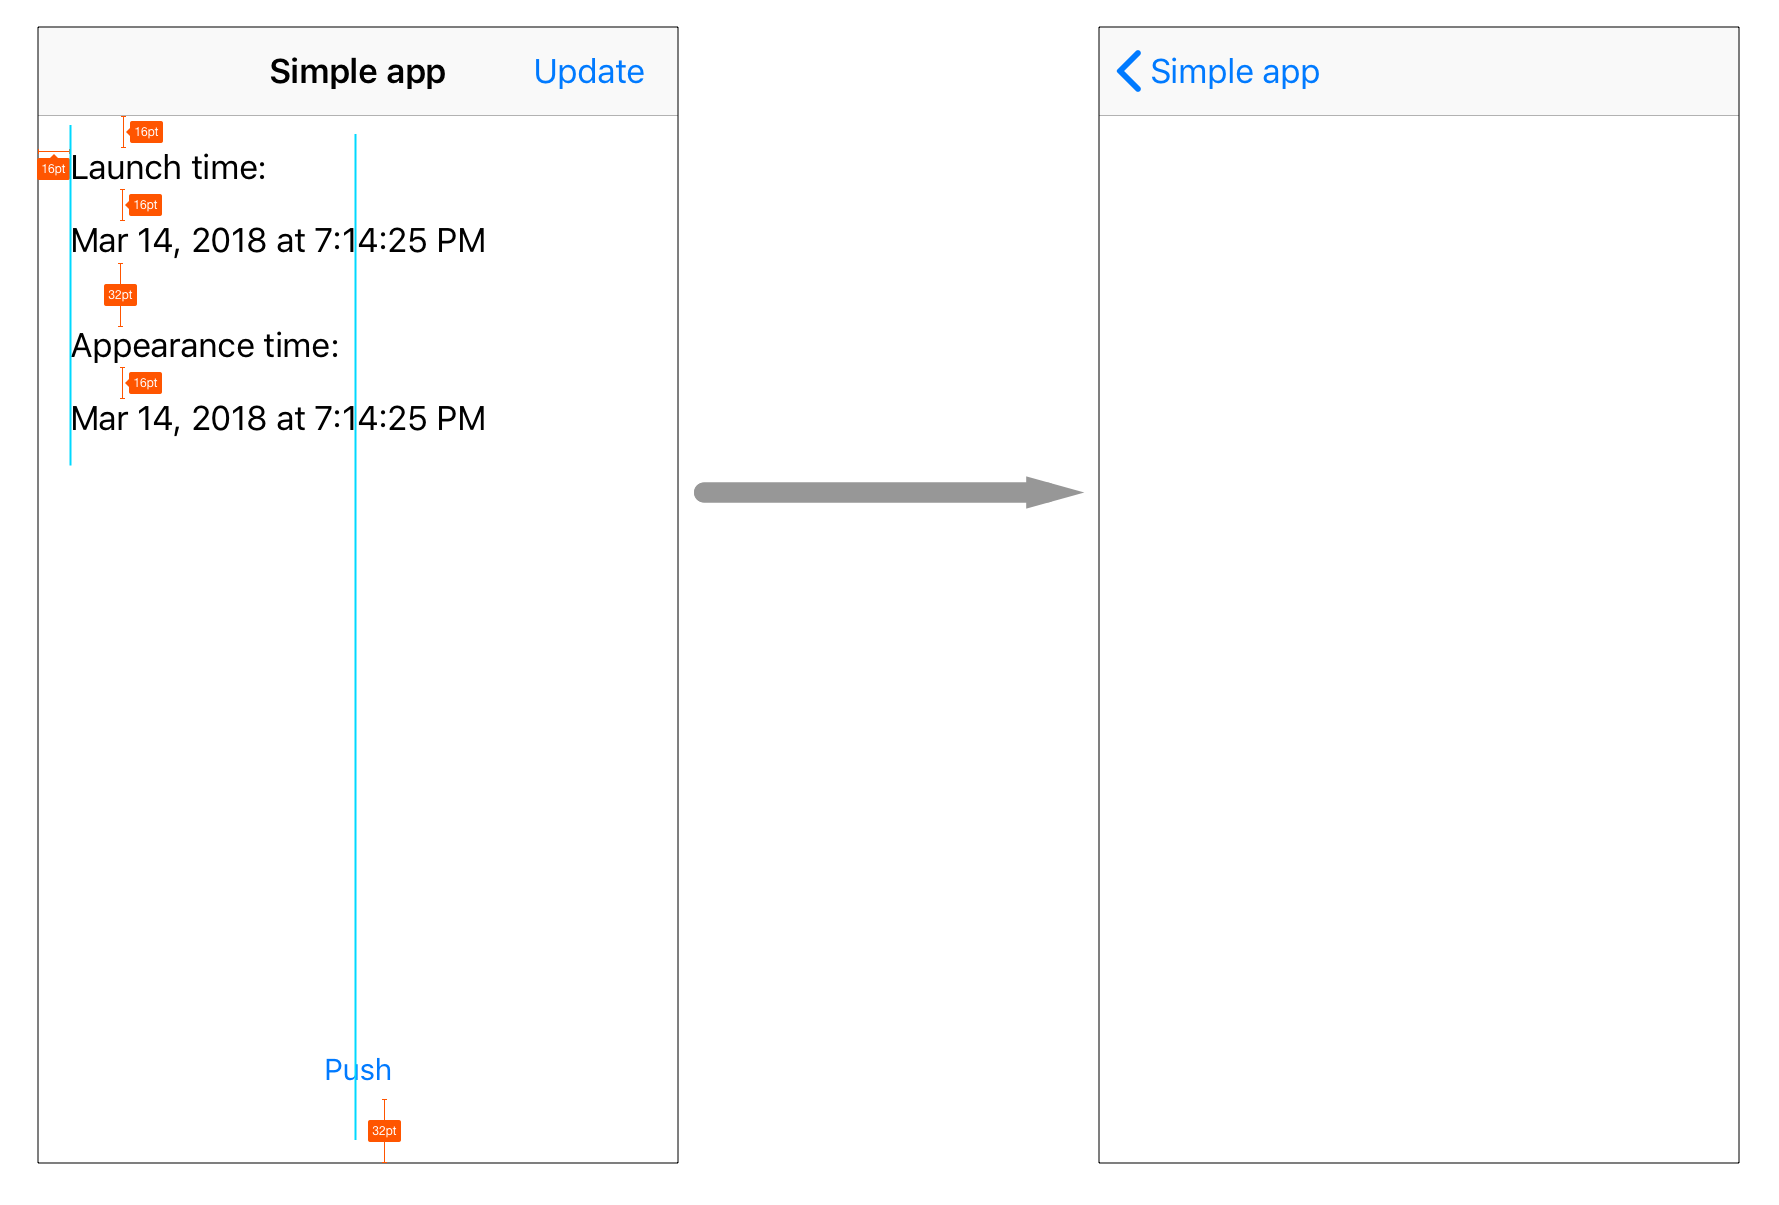 Simple app Update
16pt
16pt Launch time:
16pt
Mar 14, 2018 at 7:14:25 PM
32pt
Appearance time:
16pt
Mar 14, 2018 at 7:14:25 PM
Push
32pt
Simple app